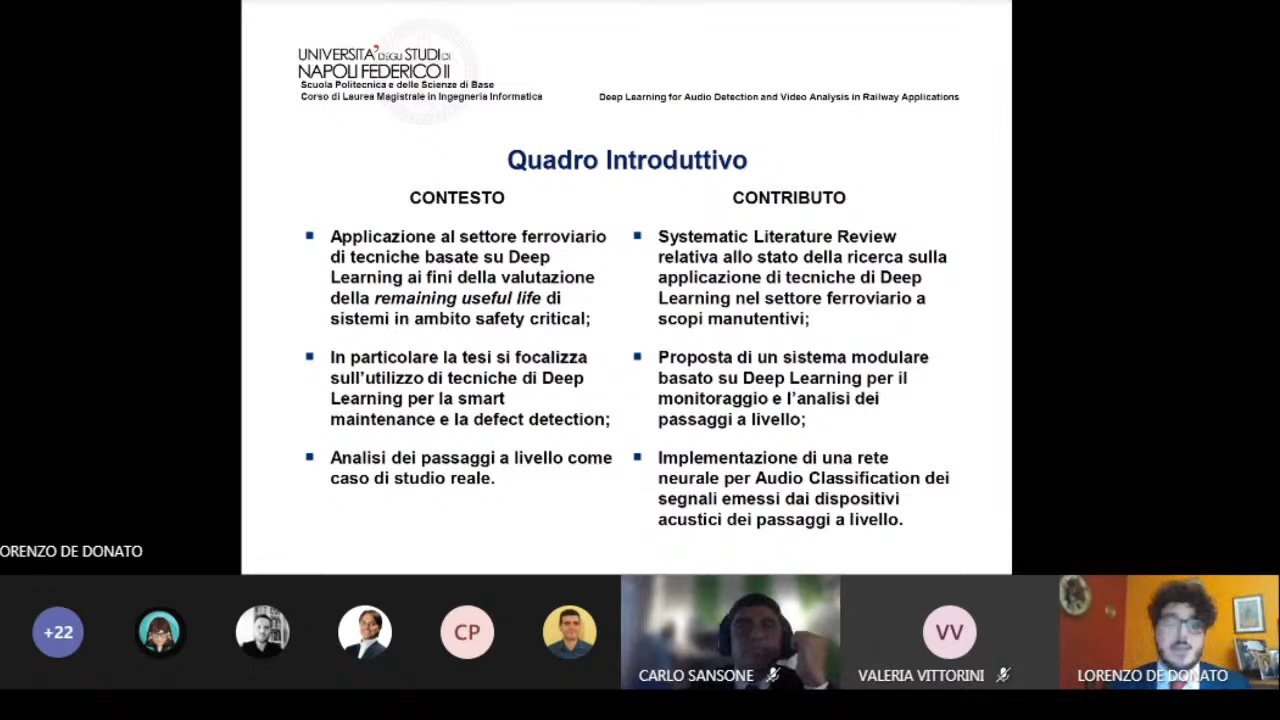 UNIVERSITA' DEGLI STUDI DI
NAPOLI FEDERICO II
Scuola Politecnica e delle Scienze di Base
Corso di Laurea Magistrale in Ingegneria Informatica
Deep Learning for Audio Detection and Video Analysis in Railway Applications
Quadro Introduttivo
CONTESTO
Applicazione al settore ferroviario
di tecniche basate su Deep
Learning ai fini della valutazione
della remaining useful life di
sistemi in ambito safety critical;
In particolare la tesi si focalizza
sull'utilizzo di tecniche di Deep
Learning per la smart
maintenance e la defect detection;
Analisi dei passaggi a livello come
caso di studio reale.
CONTRIBUTO
Systematic Literature Review
relativa allo stato della ricerca sulla
applicazione di tecniche di Deep
Learning nel settore ferroviario a
scopi manutentivi;
Proposta di un sistema modulare
basato su Deep Learning per il
monitoraggio e l'analisi dei
passaggi a livello;
Implementazione di una rete
neurale per Audio Classification dei
segnali emessi dai dispositivi
acustici dei passaggi a livello.
ORENZO DE DONATO
+22
CP
CARLO SANSONE
VV
VALERIA VITTORINI
LORENZO DE DONATO